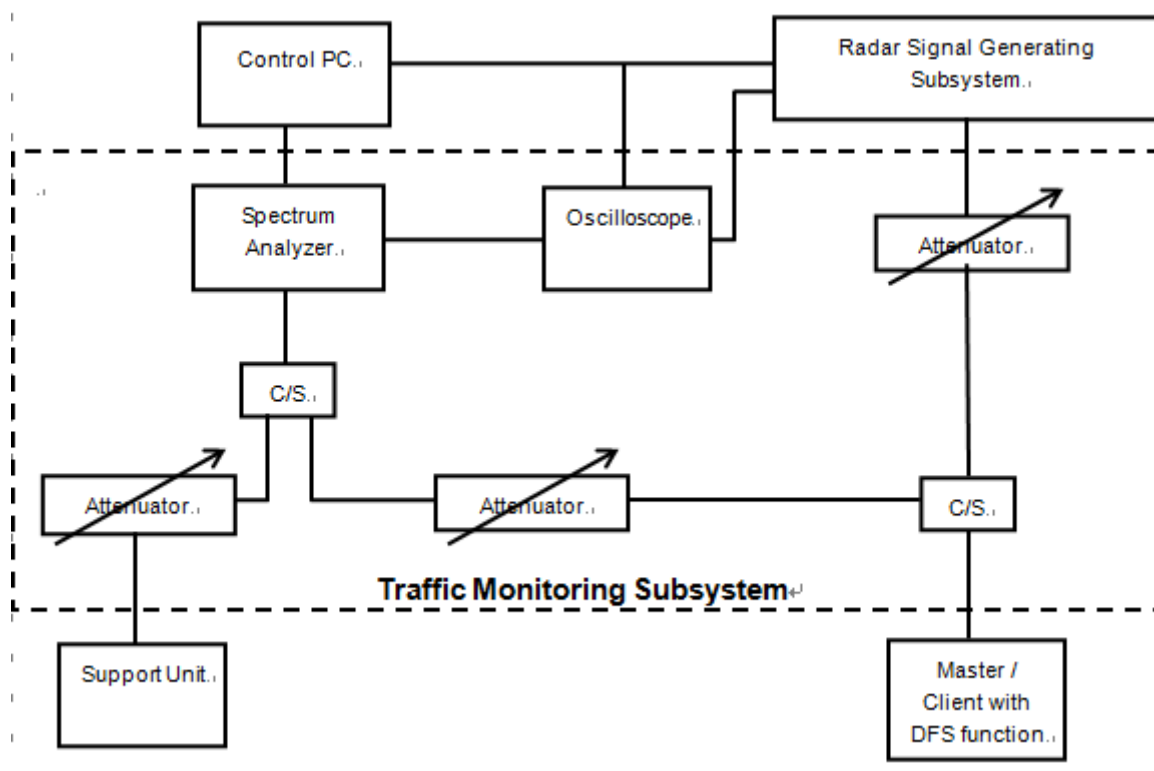 Control PC
Radar Signal Generating
Subsystem
Spectrum
Analyzer
Oscilloscope
Attenuator
C/S
Attenuator
Attenuator
C/S
Traffic Monitoring Subsystem
Support Unit
Master /
Client with
DFS function